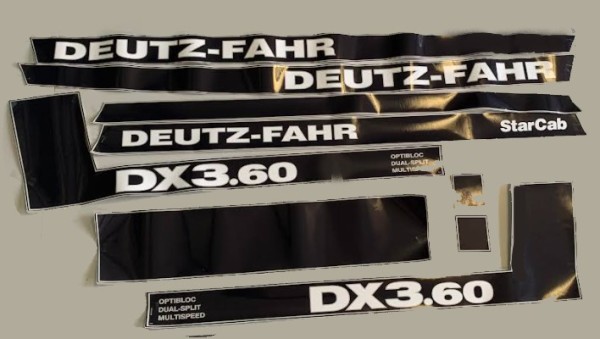 DEUTZ-FAHR
DEUTZ-FAHR
DEUTZ-FAHR
StarCab
DX3.60
OPTIBLOC
DUAL-SPLIT
MULTISPEED
OPTIBLOC
DUAL-SPLIT
MULTISPEED
DX3.60